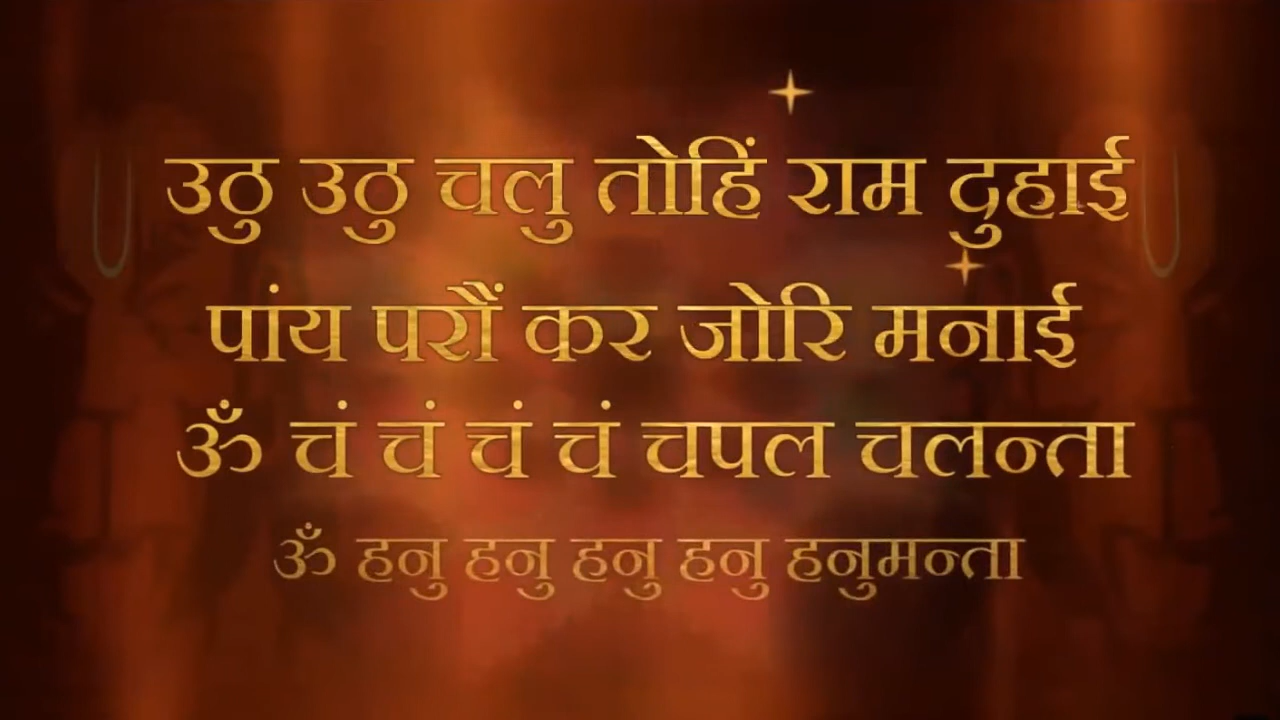 उठु उठु चलु तोहिं राम दुहाई
पांय परौं कर जोरि मनाई
ॐ चं चं चं चं चपल चलन्ता
ॐ हनु हनु हनु हनु हनुमन्ता